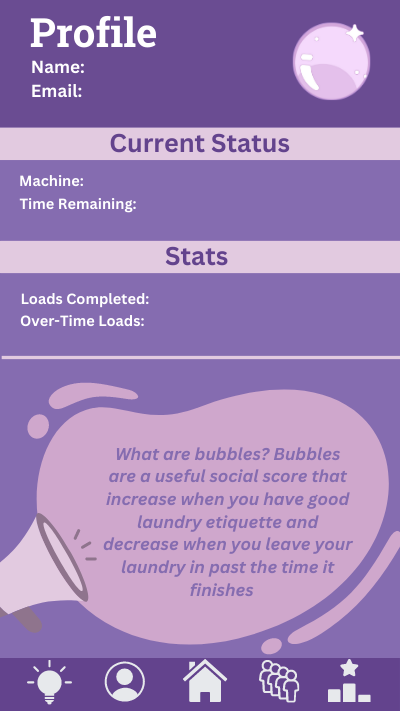 Profile
Name:
Email:
Current Status
Machine:
Time Remaining:
Stats
Loads Completed:
Over-Time Loads:
What are bubbles? Bubbles
are a useful social score that
increase when you have good
laundry etiquette and
decrease when you leave your
laundry in past the time it
finishes